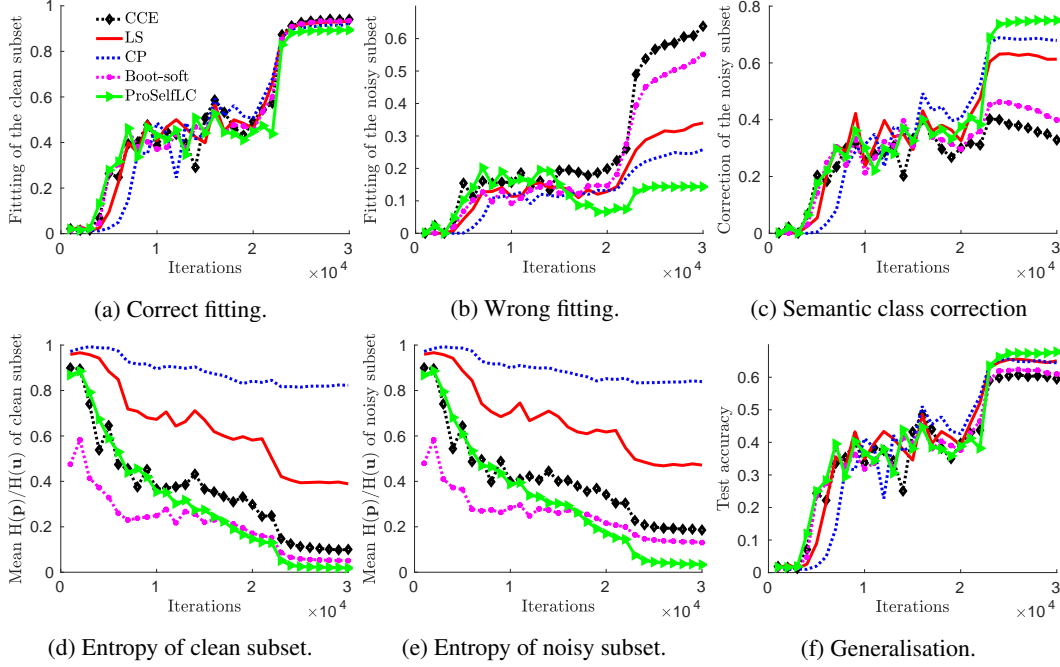 Fittting of the clean subset
1
0.8
0.6
0.4
0.2
0
0
1
2
3
Iterations
×10^4
CCE
LS
CP
Boot-soft
ProSelfLC
(a) Correct fitting.
Fittting of the noisy subset
0.7
0.6
0.5
0.4
0.3
0.2
0.1
0
0
1
2
3
Iterations
×10^4
(b) Wrong fitting.
Correction of the noisy subset
0.8
0.6
0.4
0.2
0
0
1
2
3
Iterations
×10^4
(c) Semantic class correction
Mean H(p)/H(u) of clean subset
1
0.8
0.6
0.4
0.2
0
0
1
2
3
Iterations
×10^4
(d) Entropy of clean subset.
Mean H(p)/H(u) of noisy subset
1
0.8
0.6
0.4
0.2
0
0
1
2
3
Iterations
×10^4
(e) Entropy of noisy subset.
Test accuracy
0.6
0.4
0.2
0
0
1
2
3
Iterations
×10^4
(f) Generalisation.